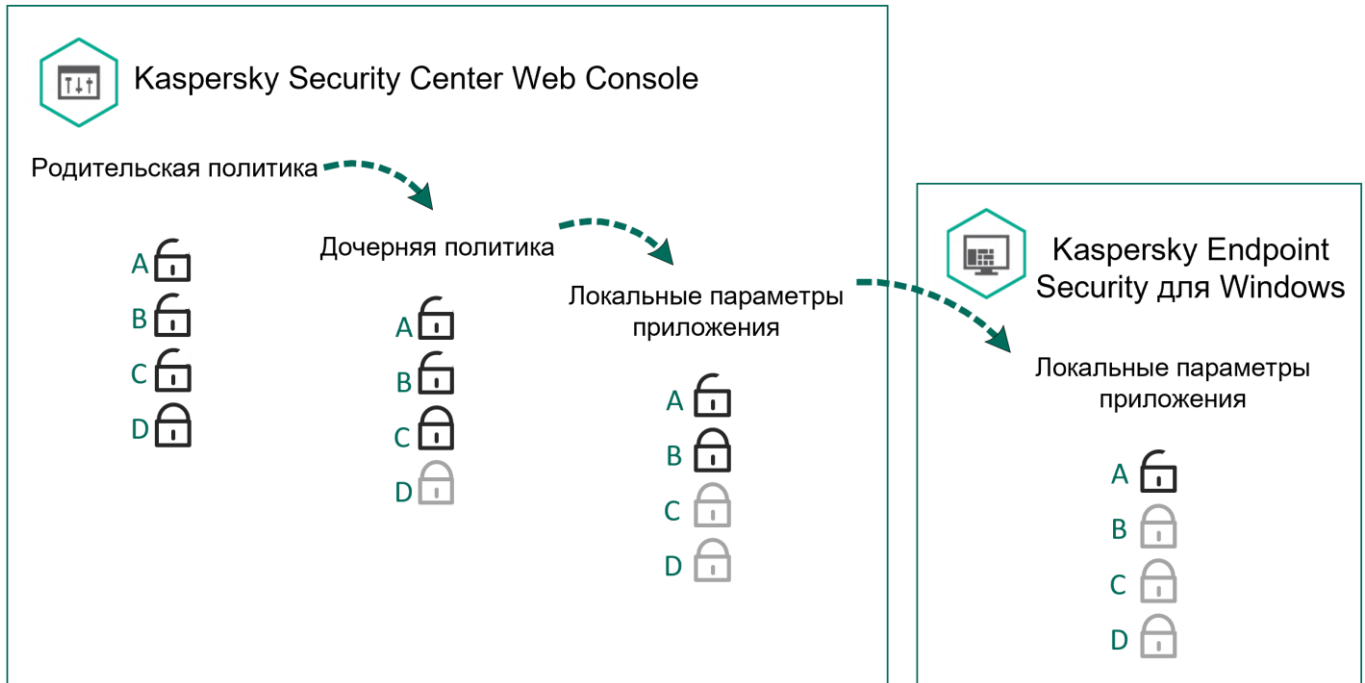 Kaspersky Security Center Web Console
Родительская политика
A
B
C
D
Дочерняя политика
A
B
C
D
Локальные параметры
приложения
A
B
C
D
Kaspersky Endpoint
Security для Windows
Локальные параметры
приложения
A
B
C
D